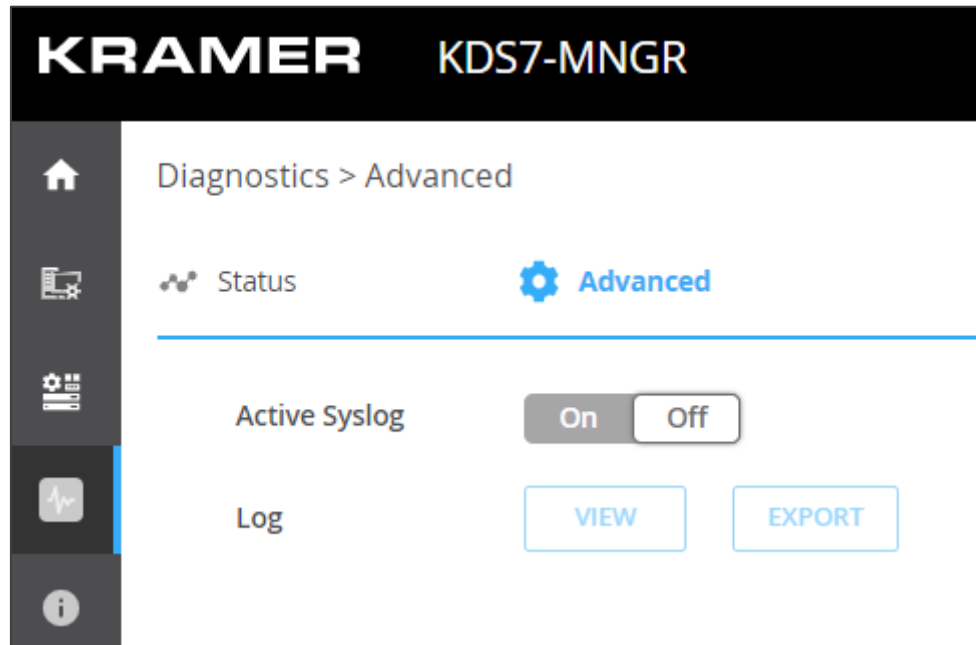 KRAMER KDS7-MNGR
Diagnostics > Advanced
Status Advanced
Active Syslog On Off
Log VIEW EXPORT